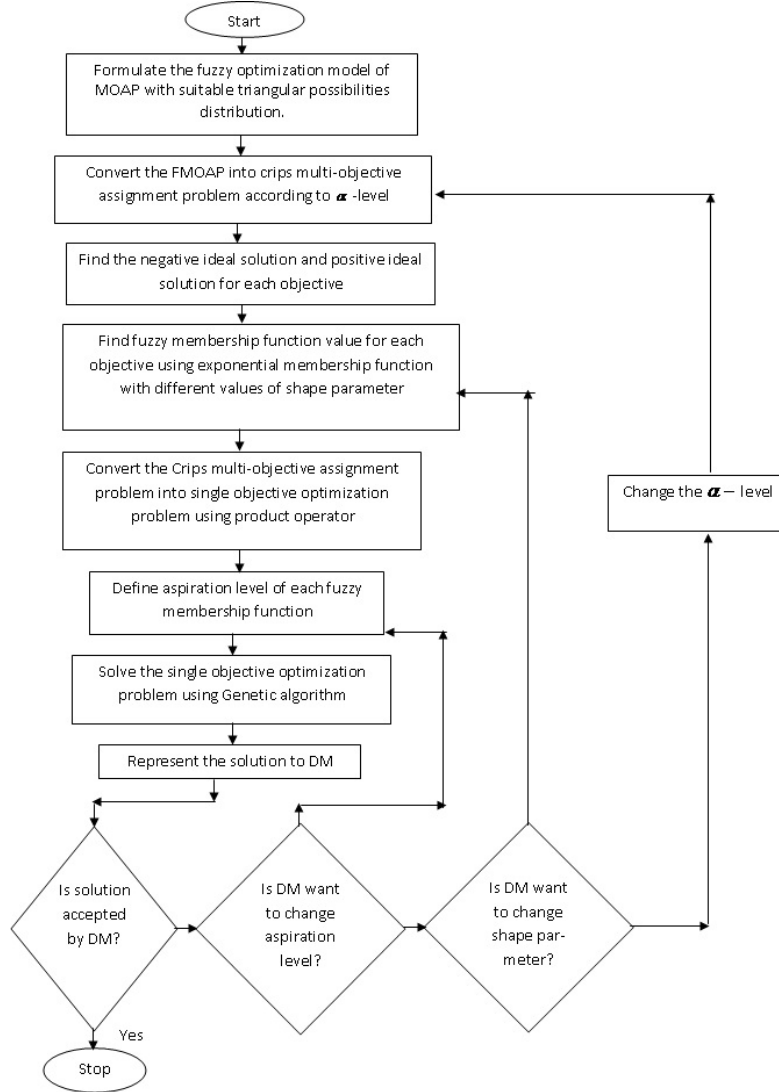 Start
Formulate the fuzzy optimization model of
MOAP with suitable triangular possibilities
distribution.
Convert the FMOAP into crips multi-objective
assignment problem according to α -level
Find the negative ideal solution and positive ideal
solution for each objective
Find fuzzy membership function value for each
objective using exponential membership function
with different values of shape parameter
Convert the Crips multi-objective assignment
problem into single objective optimization
problem using product operator
Change the α – level
Define aspiration level of each fuzzy
membership function
Solve the single objective optimization
problem using Genetic algorithm
Represent the solution to DM
Is solution
accepted
by DM?
Is DM want
to change
aspiration
level?
Is DM want
to change
shape par-
meter?
Yes
Stop